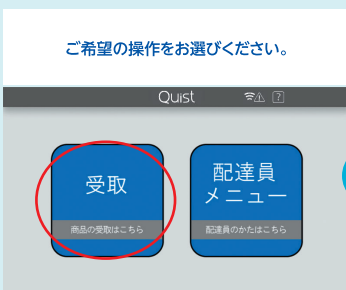 ご希望の操作をお選びください。
Quist
?
受取
商品の受取はこちら
配達員
メニュー
配達員のかたはこちら